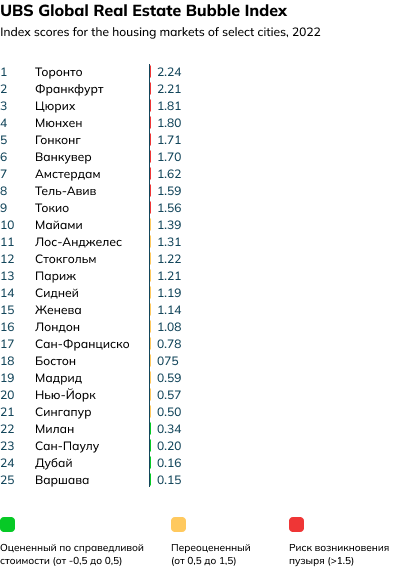 UBS Global Real Estate Bubble Index
Index scores for the housing markets of select cities, 2022
1 Торонто 2.24
2 Франкфурт 2.21
3 Цюрих 1.81
4 Мюнхен 1.80
5 Гонконг 1.71
6 Ванкувер 1.70
7 Амстердам 1.62
8 Тель-Авив 1.59
9 Токио 1.56
10 Майами 1.39
11 Лос-Анджелес 1.31
12 Стокгольм 1.22
13 Париж 1.21
14 Сидней 1.19
15 Женева 1.14
16 Лондон 1.08
17 Сан-Франциско 0.78
18 Бостон 075
19 Мадрид 0.59
20 Нью-Йорк 0.57
21 Сингапур 0.50
22 Милан 0.34
23 Сан-Паулу 0.20
24 Дубай 0.16
25 Варшава 0.15
Оцененный по справедливой
стоимости (от -0,5 до 0,5)
Переоцененный
(от 0,5 до 1,5)
Риск возникновения
пузыря (>1.5)